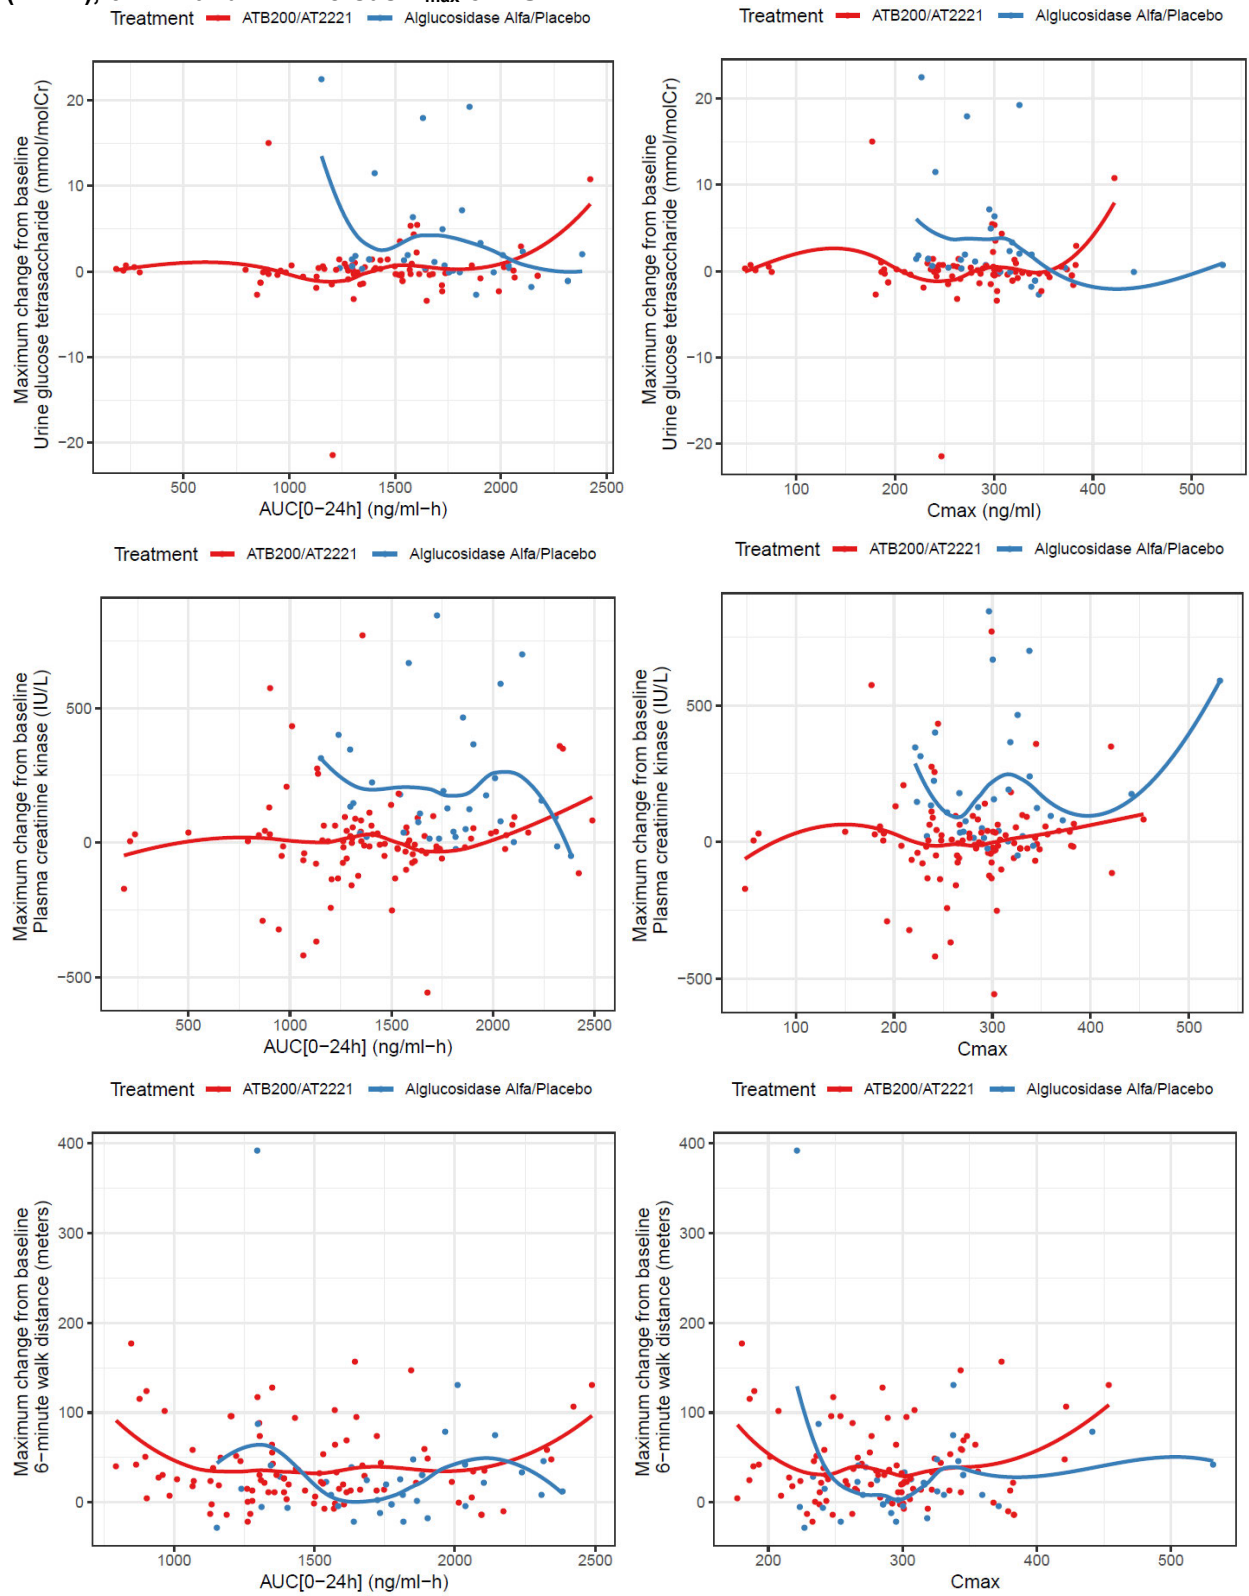 Treatment ATB200/AT2221 Alglucosidase Alfa/Placebo
Maximum change from baseline
Urine glucose tetrasaccharide (mmol/molCr)
20
10
0
−10
−20
500 1000 1500 2000 2500
AUC[0−24h] (ng/ml−h)
Treatment ATB200/AT2221 Alglucosidase Alfa/Placebo
Maximum change from baseline
Urine glucose tetrasaccharide (mmol/molCr)
20
10
0
−10
−20
100 200 300 400 500
Cmax (ng/ml)
Treatment ATB200/AT2221 Alglucosidase Alfa/Placebo
Maximum change from baseline
Plasma creatinine kinase (IU/L)
500
0
−500
500 1000 1500 2000 2500
AUC[0−24h] (ng/ml−h)
Treatment ATB200/AT2221 Alglucosidase Alfa/Placebo
Maximum change from baseline
Plasma creatinine kinase (IU/L)
500
0
−500
100 200 300 400 500
Cmax
Treatment ATB200/AT2221 Alglucosidase Alfa/Placebo
Maximum change from baseline
6−minute walk distance (meters)
400
300
200
100
0
1000 1500 2000 2500
AUC[0−24h] (ng/ml−h)
Treatment ATB200/AT2221 Alglucosidase Alfa/Placebo
Maximum change from baseline
6−minute walk distance (meters)
400
300
200
100
0
200 300 400 500
Cmax